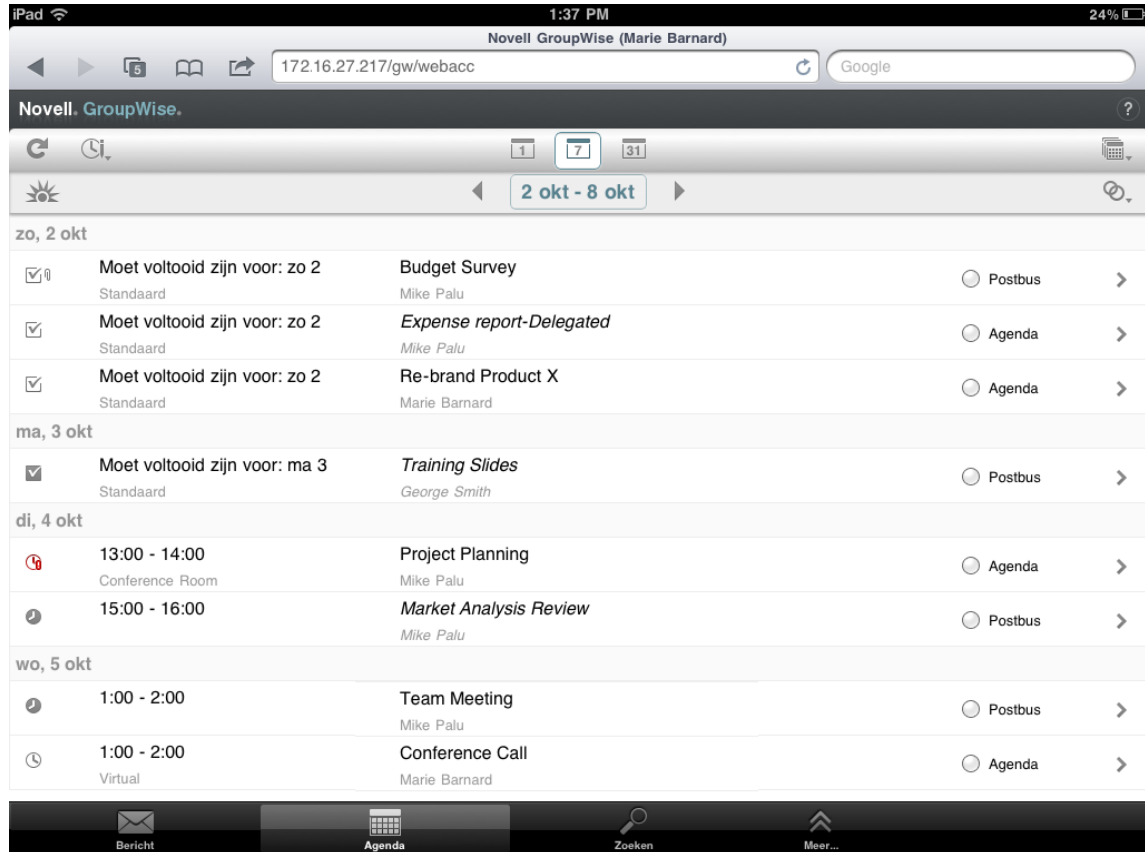 iPad 1:37 PM 24%
Novell GroupWise (Marie Barnard)
5 172.16.27.217/gw/webacc Google
Novell. GroupWise. ?
1 7 31
2 okt - 8 okt
zo, 2 okt
Moet voltooid zijn voor: zo 2 Budget Survey
Standaard Mike Palu
Postbus
Moet voltooid zijn voor: zo 2 Expense report-Delegated
Standaard Mike Palu
Agenda
Moet voltooid zijn voor: zo 2 Re-brand Product X
Standaard Marie Barnard
Agenda
ma, 3 okt
Moet voltooid zijn voor: ma 3 Training Slides
Standaard George Smith
Postbus
di, 4 okt
13:00 - 14:00 Project Planning
Conference Room Mike Palu
Agenda
15:00 - 16:00 Market Analysis Review
Mike Palu
Postbus
wo, 5 okt
1:00 - 2:00 Team Meeting
Mike Palu
Postbus
1:00 - 2:00 Conference Call
Virtual Marie Barnard
Agenda
Bericht Agenda Zoeken Meer...